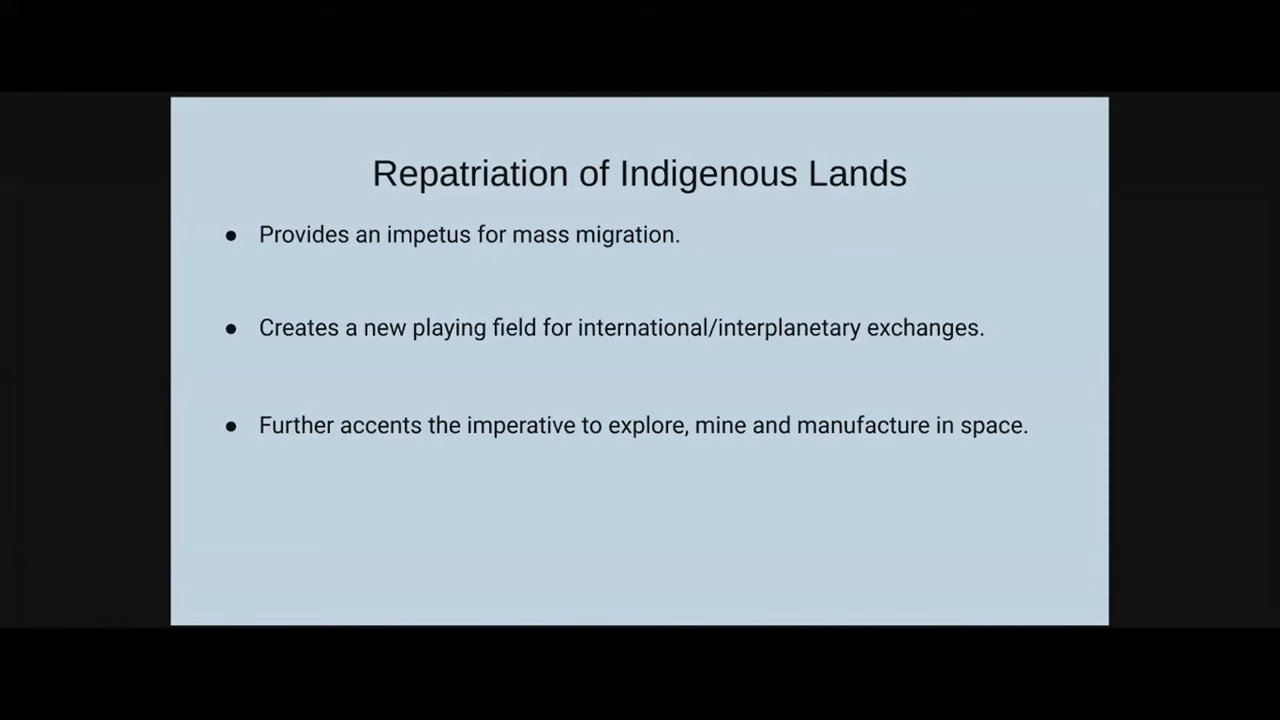 Repatriation of Indigenous Lands
● Provides an impetus for mass migration.
● Creates a new playing field for international/interplanetary exchanges.
● Further accents the imperative to explore, mine and manufacture in space.